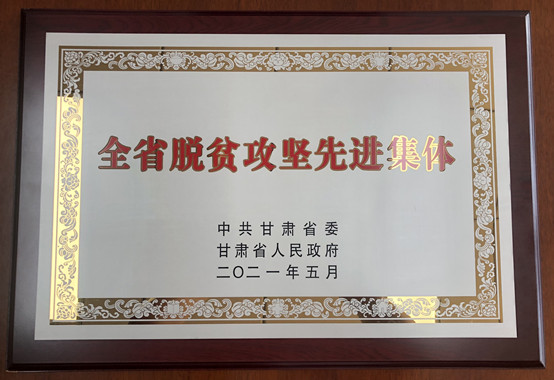 全省脱贫攻坚先进集体
中共甘肃省委
甘肃省人民政府
二〇二一年五月